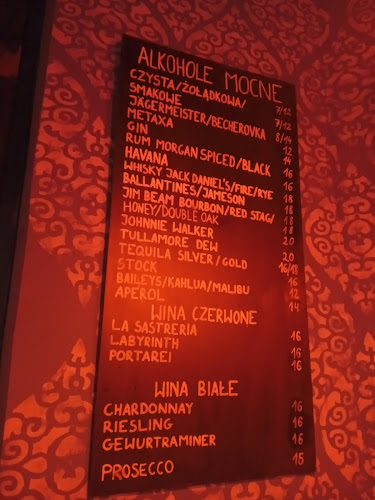 ALKOHOLE MOCNE
CZYSTA/ŻOŁĄDKOWA/
SMAKOWE 7/12
JÄGERMEISTER/BECHEROVKA 7/12
METAXA 8/14
GIN 12
RUM MORGAN SPICED/BLACK 14
HAVANA 16
WHISKY JACK DANIEL'S/FIRE/RYE 16
BALLANTINES/JAMESON 18
JIM BEAM BOURBON/RED STAG/
HONEY/DOUBLE OAK 18
JOHNNIE WALKER 18
TULLAMORE DEW 20
TEQUILA SILVER/GOLD 20
STOCK 16/18
BAILEYS/KAHLUA/MALIBU 16
APEROL 12
14
WINA CZERWONE
LA SASTRERIA 16
LABYRINTH 15
PORTAREI 16
WINA BIAŁE
CHARDONNAY 16
RIESLING 16
GEWURTRAMINER 16
PROSECCO 15